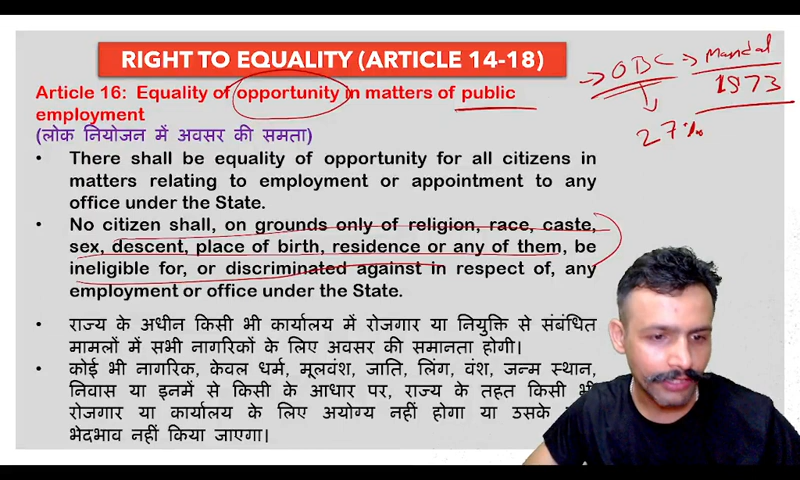 RIGHT TO EQUALITY (ARTICLE 14-18)
Article 16: Equality of opportunity in matters of public
employment
(लोक नियोजन में अवसर की समता)
• There shall be equality of opportunity for all citizens in
matters relating to employment or appointment to any
office under the State.
• No citizen shall, on grounds only of religion, race, caste,
sex, descent, place of birth, residence or any of them, be
ineligible for, or discriminated against in respect of, any
employment or office under the State.
• राज्य के अधीन किसी भी कार्यालय में रोजगार या नियुक्ति से संबंधित
मामलों में सभी नागरिकों के लिए अवसर की समानता होगी।
• कोई भी नागरिक, केवल धर्म, मूलवंश, जाति, लिंग, वंश, जन्म स्थान,
निवास या इनमें से किसी के आधार पर, राज्य के तहत किसी भी
रोजगार या कार्यालय के लिए अयोग्य नहीं होगा या उसके
भेदभाव नहीं किया जाएगा।
→ OBC → Mandal
1973
27%